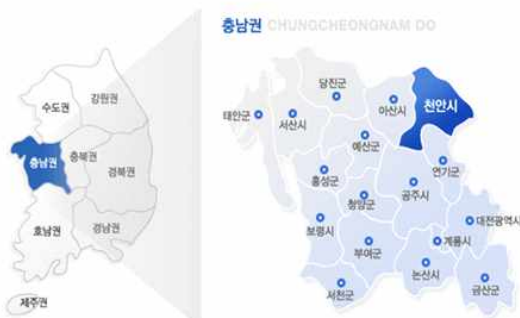 충남권 CHUNGCHEONGNAM DO
수도권
강원권
충남권
충북권
경북권
호남권
경남권
제주권
당진군
아산시
천안시
태안군
서산시
예산군
연기군
홍성군
공주시
청양군
대전광역시
보령시
계룡시
부여군
논산시
서천군
금산군